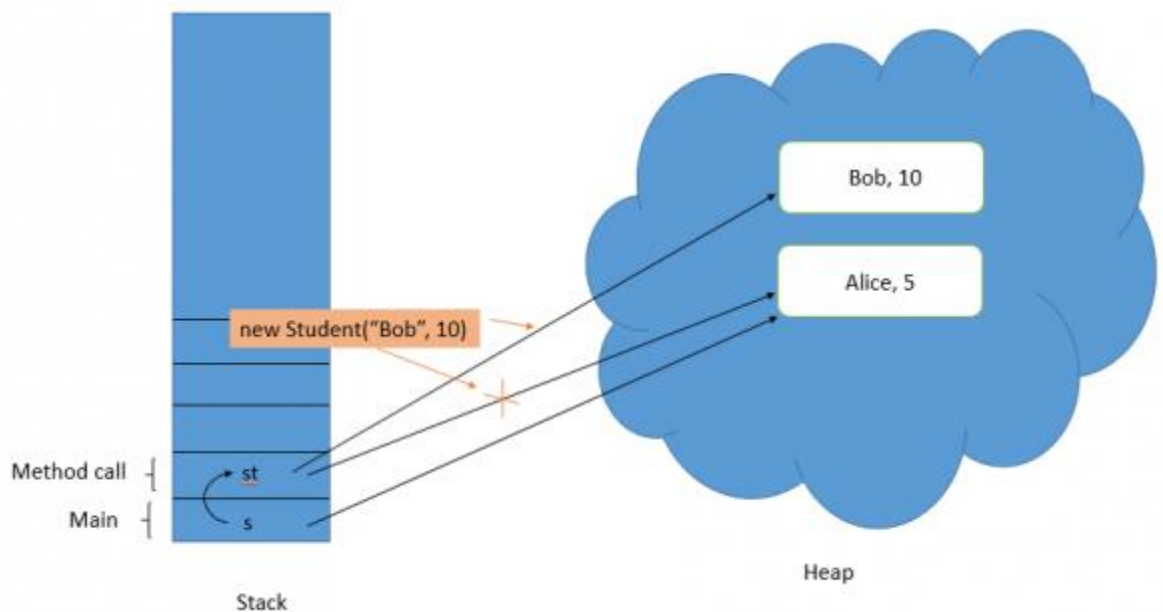 Bob, 10
Alice, 5
new Student(“Bob”, 10)
Method call
st
Main
s
Heap
Stack